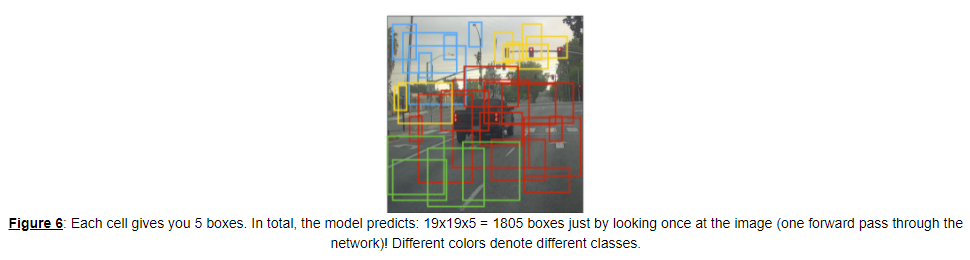 Figure 6: Each cell gives you 5 boxes. In total, the model predicts: 19x19x5 = 1805 boxes just by looking once at the image (one forward pass through the
network)! Different colors denote different classes.